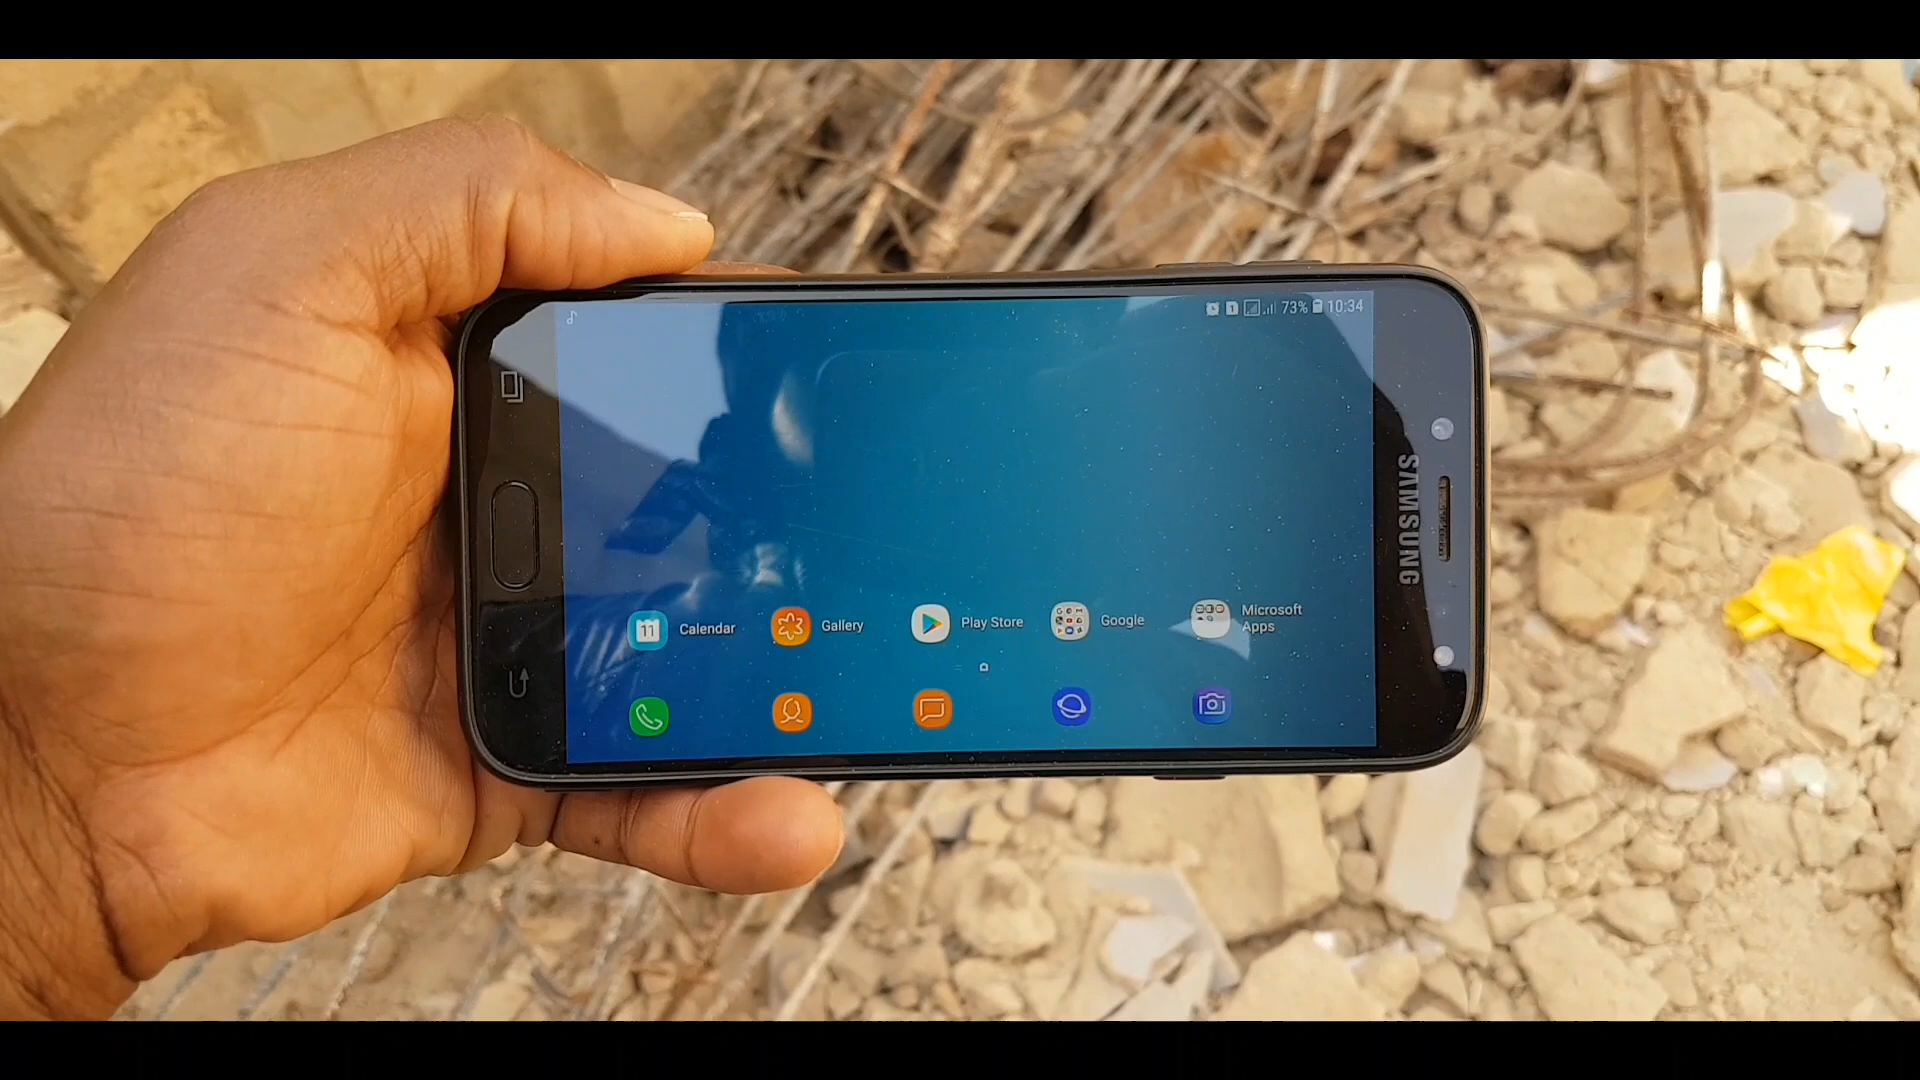 73% 10:34
SAMSUNG
11 Calendar
Gallery
Play Store
Google
Microsoft
Apps